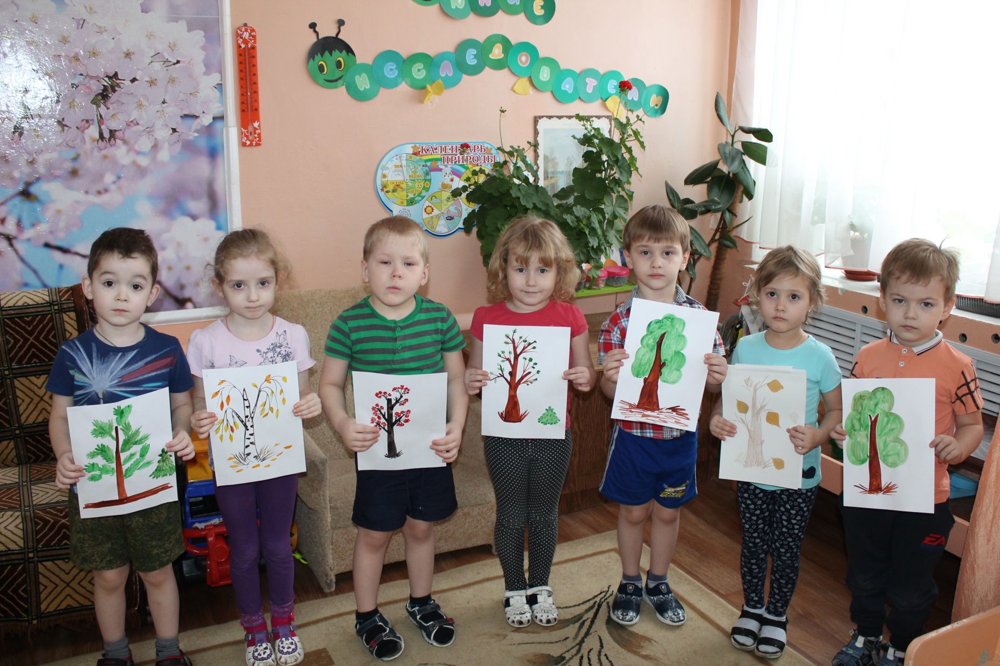 ИССЛЕДОВАТЕЛИ
КАЛЕНДАРЬ
ПРИРОДЫ
ЗИМА
ВЕСНА
ОСЕНЬ
ЛЕТО